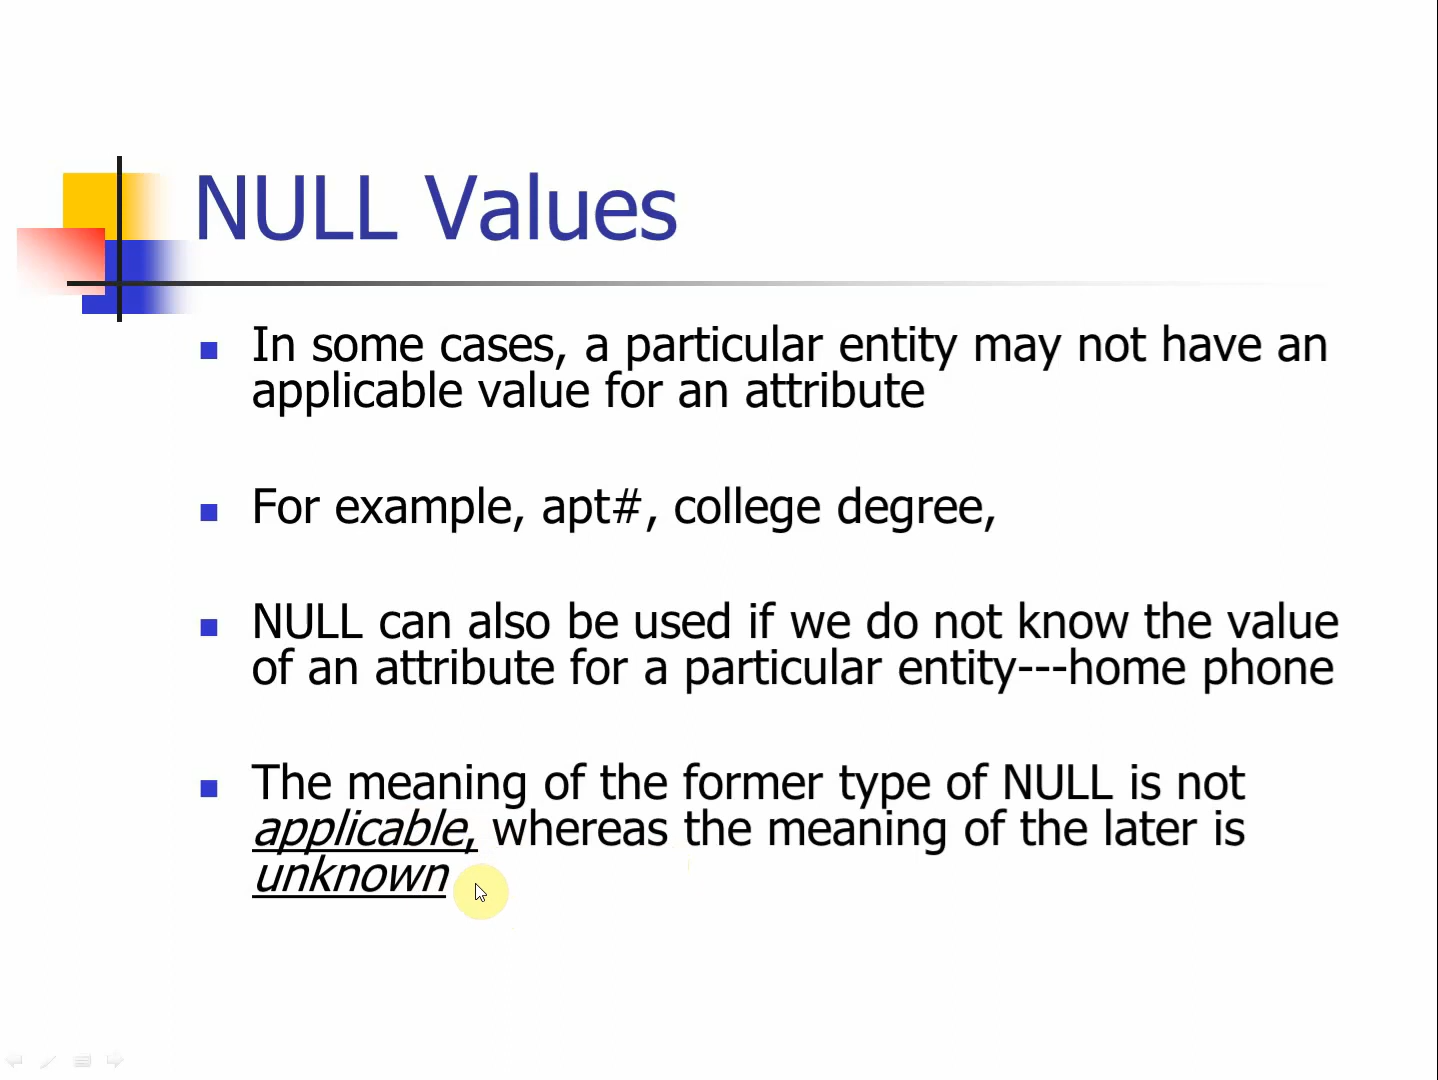 NULL Values
In some cases, a particular entity may not have an
applicable value for an attribute
For example, apt#, college degree,
NULL can also be used if we do not know the value
of an attribute for a particular entity---home phone
The meaning of the former type of NULL is not
applicable, whereas the meaning of the later is
unknown